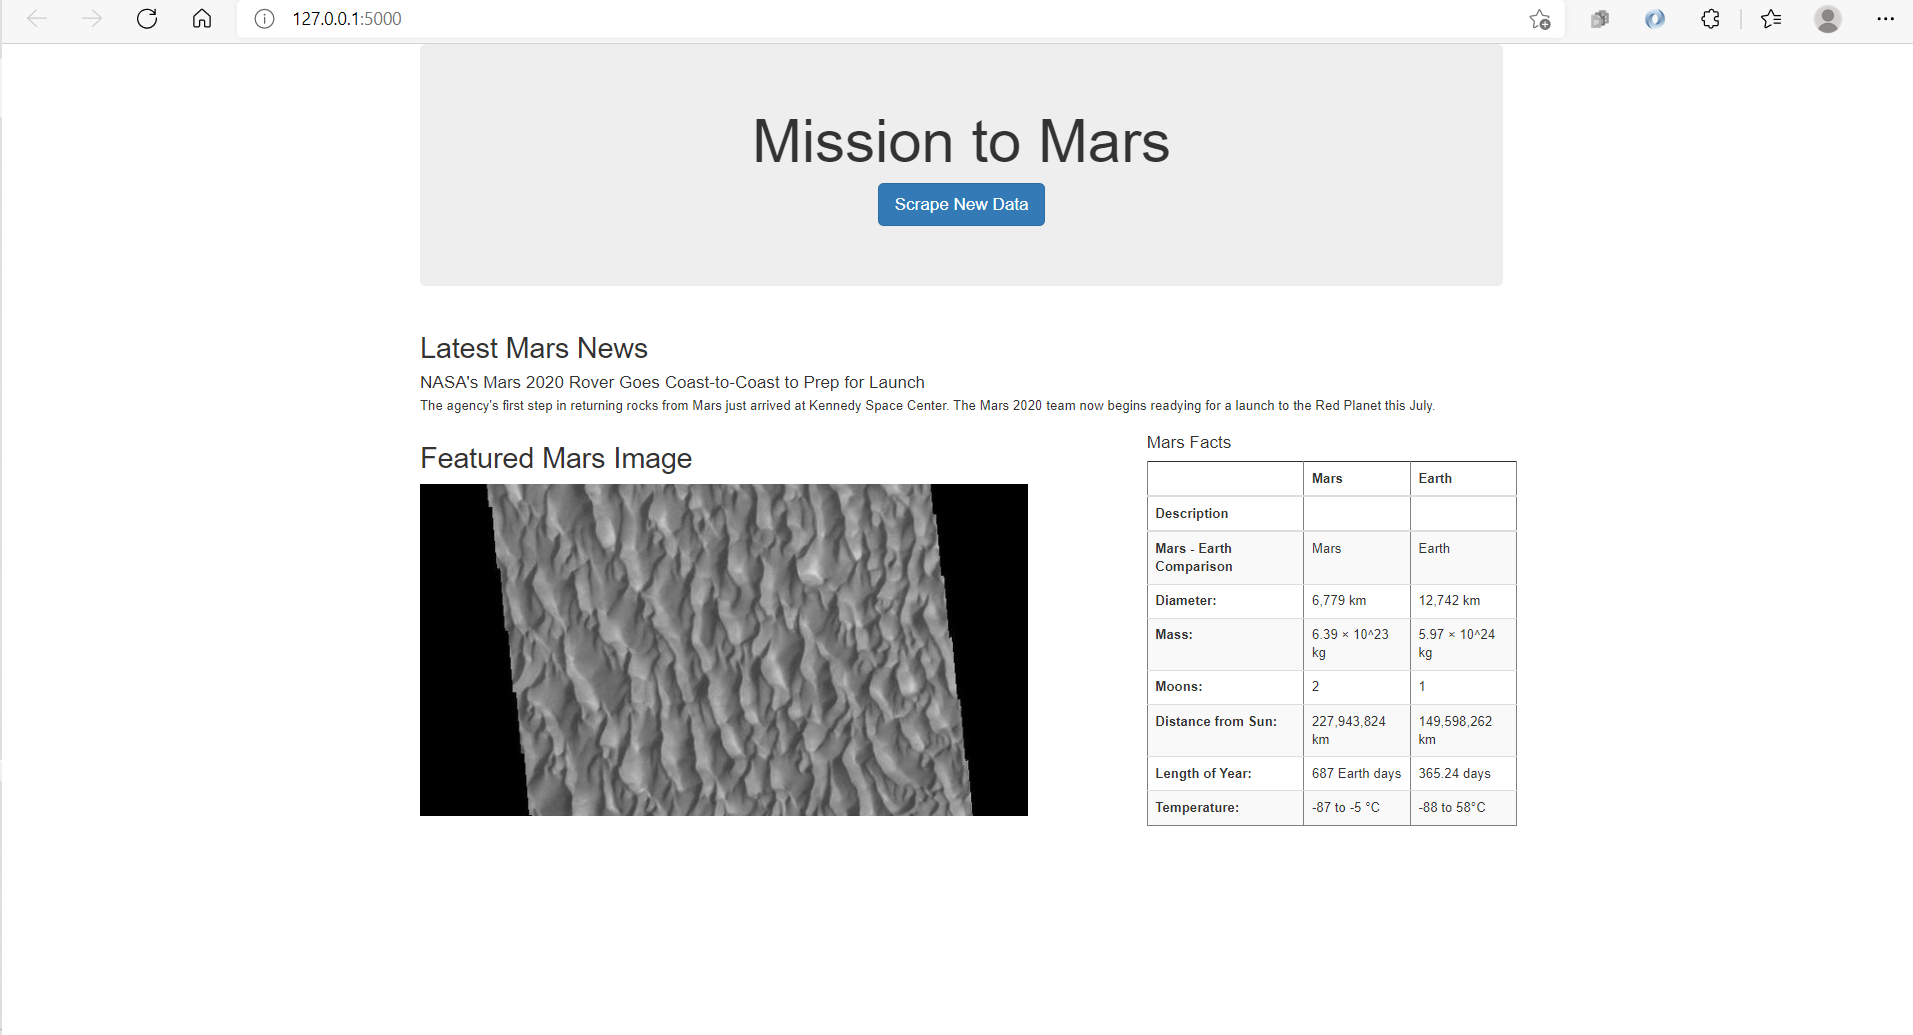 127.0.0.1:5000
Mission to Mars
Scrape New Data
Latest Mars News
NASA's Mars 2020 Rover Goes Coast-to-Coast to Prep for Launch
The agency's first step in returning rocks from Mars just arrived at Kennedy Space Center. The Mars 2020 team now begins readying for a launch to the Red Planet this July.
Featured Mars Image
Mars Facts
Mars Earth
Description
Mars - Earth
Comparison
Mars Earth
Diameter: 6,779 km 12,742 km
Mass: 6.39 × 10^23
kg
5.97 × 10^24
kg
Moons: 2 1
Distance from Sun: 227,943,824
km
149,598,262
km
Length of Year: 687 Earth days 365.24 days
Temperature: -87 to -5 °C -88 to 58°C